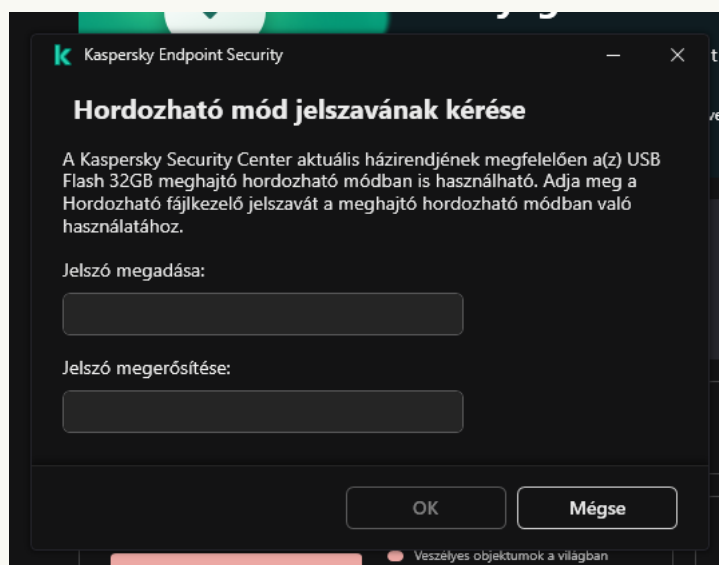 Kaspersky Endpoint Security
Hordozható mód jelszavának kérése
A Kaspersky Security Center aktuális házirendjének megfelelően a(z) USB
Flash 32GB meghajtó hordozható módban is használható. Adja meg a
Hordozható fájlkezelő jelszavát a meghajtó hordozható módban való
használatához.
Jelszó megadása:
Jelszó megerősítése:
OK
Mégse
Veszélyes objektumok a világban